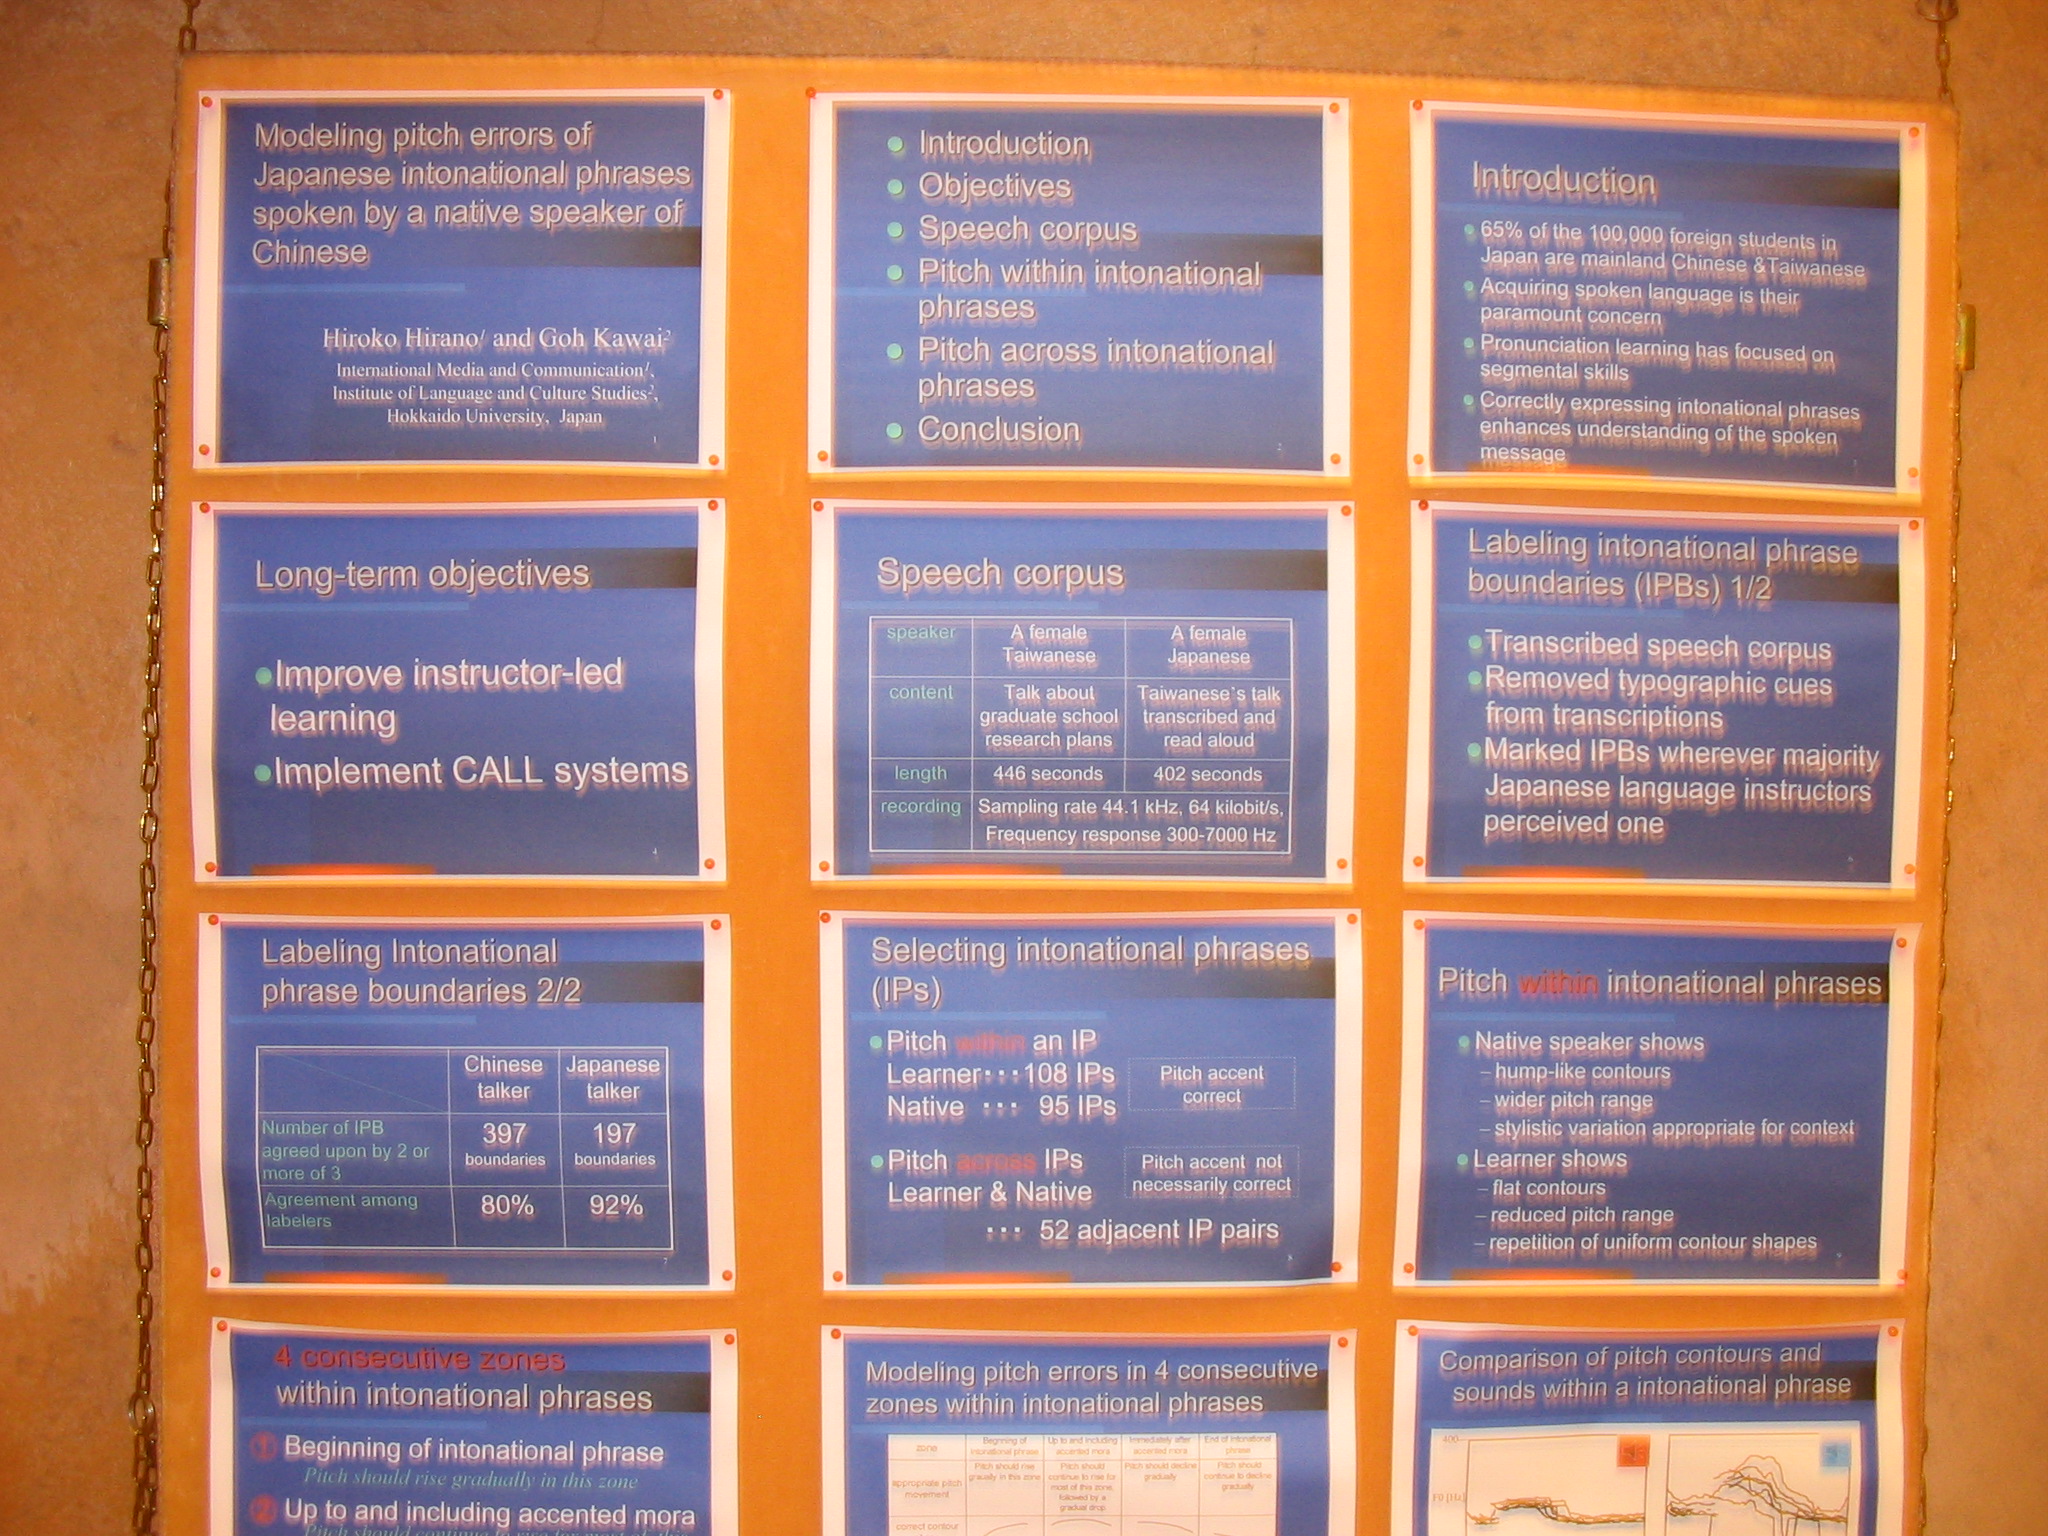 Modeling pitch errors of
Japanese intonational phrases
spoken by a native speaker of
Chinese
Hiroko Hirano1 and Goh Kawai2
International Media and Communication1,
Institute of Language and Culture Studies2,
Hokkaido University, Japan
1
Introduction
Objectives
Speech corpus
Pitch within intonational
phrases
Pitch across intonational
phrases
Conclusion
2
Introduction
65% of the 100,000 foreign students in
Japan are mainland Chinese &Taiwanese
Acquiring spoken language is their
paramount concern
Pronunciation learning has focused on
segmental skills
Correctly expressing intonational phrases
enhances understanding of the spoken
message
Long-term objectives
Improve instructor-led
learning
Implement CALL systems
4
Speech corpus
speaker
A female
Taiwanese
A female
Japanese
content
Talk about
graduate school
research plans
Taiwanese's talk
transcribed and
read aloud
length
446 seconds
402 seconds
recording
Sampling rate 44.1 kHz, 64 kilobit/s,
Frequency response 300-7000 Hz
Labeling intonational phrase
boundaries (IPBs) 1/2
Transcribed speech corpus
Removed typographic cues
from transcriptions
Marked IPBs wherever majority
Japanese language instructors
perceived one
Labeling Intonational
phrase boundaries 2/2
Chinese
talker
Japanese
talker
Number of IPB
agreed upon by 2 or
more of 3
397
boundaries
197
boundaries
Agreement among
labelers
80%
92%
7
Selecting intonational phrases
(IPs)
Pitch within an IP
Learner···108 IPs
Native ··· 95 IPs
Pitch accent
correct
Pitch across IPs
Learner & Native
··· 52 adjacent IP pairs
Pitch accent not
necessarily correct
Pitch within intonational phrases
Native speaker shows
– hump-like contours
– wider pitch range
– stylistic variation appropriate for context
Learner shows
– flat contours
– reduced pitch range
– repetition of uniform contour shapes
4 consecutive zones
within intonational phrases
① Beginning of intonational phrase
Pitch should rise gradually in this zone
② Up to and including accented mora
Pitch should continue to rise for most of this
Modeling pitch errors in 4 consecutive
zones within intonational phrases
zone
Beginning of
intonational phrase
Up to and including
accented mora
Immediately after
accented mora
End of intonational
phrase
appropriate pitch
movement
Pitch should rise
gradually in this zone
Pitch should
continue to rise for
most of this zone,
followed by a
gradual drop
Pitch should decline
gradually
Pitch should
continue to decline
gradually
correct contour
Comparison of pitch contours and
sounds within a intonational phrase
400
F0 [Hz]